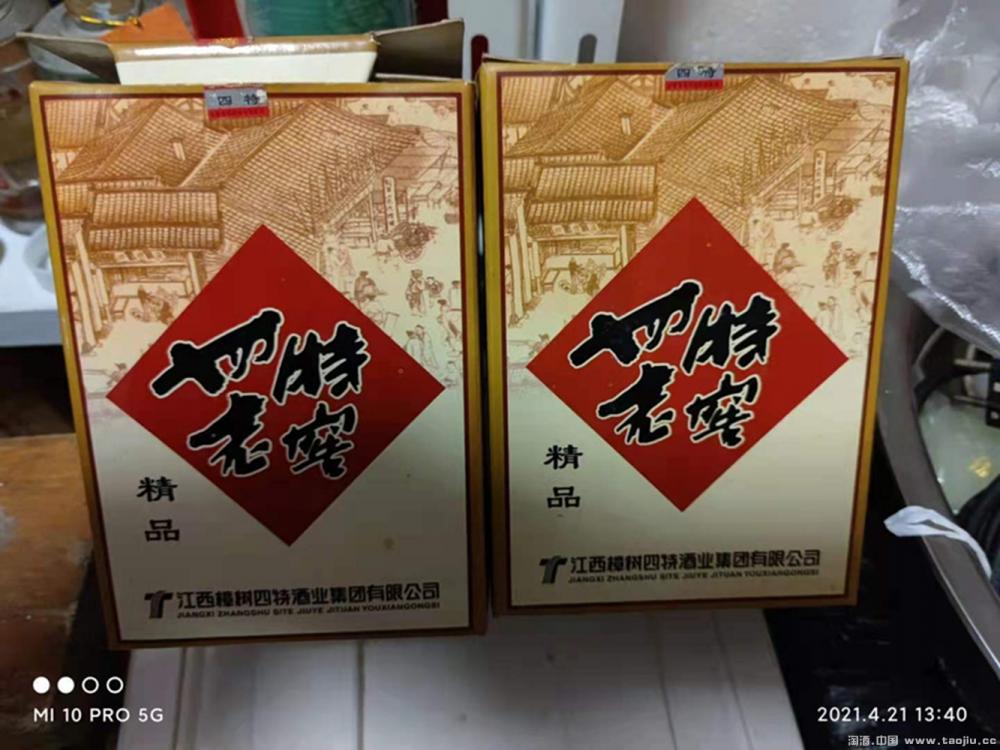 四特
四特
老窖
精
品
江西樟树四特酒业集团有限公司
JIANGXI ZHANGSHU SITE JIUYE JITUAN YOUXIANGONGSI
四特
四特
老窖
精
品
江西樟树四特酒业集团有限公司
JIANGXI ZHANGSHU SITE JIUYE JITUAN YOUXIANGONGSI
MI 10 PRO 5G
2021.4.21 13:40
淘酒.中国 www.taojiu.cc